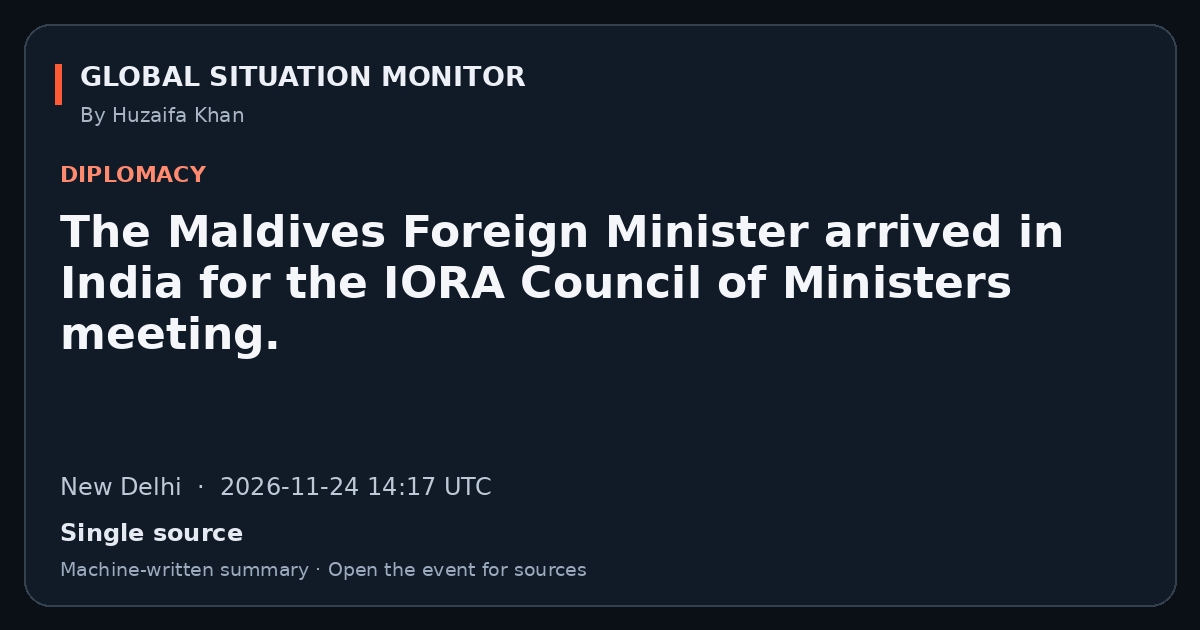 GLOBAL SITUATION MONITOR
By Huzaifa Khan
DIPLOMACY
The Maldives Foreign Minister arrived in
India for the IORA Council of Ministers
meeting.
New Delhi · 2026-11-24 14:17 UTC
Single source
Machine-written summary · Open the event for sources